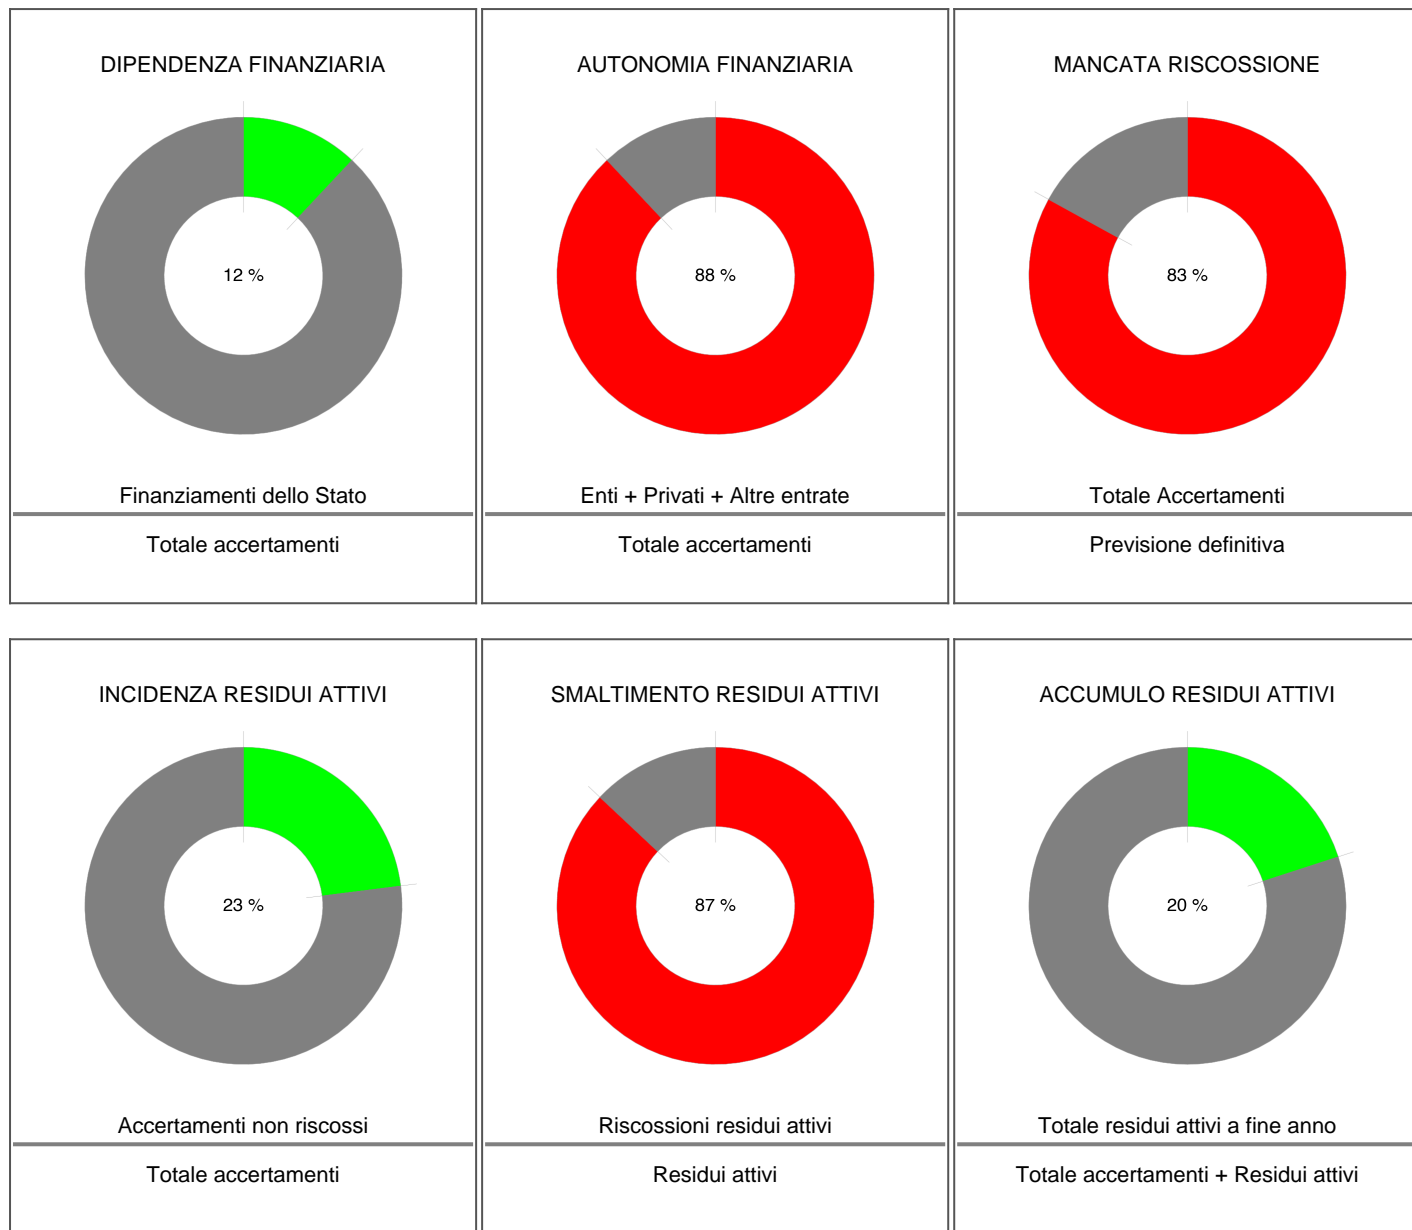 DIPENDENZA FINANZIARIA
12 %
Finanziamenti dello Stato
Totale accertamenti
AUTONOMIA FINANZIARIA
88 %
Enti + Privati + Altre entrate
Totale accertamenti
MANCATA RISCOSSIONE
83 %
Totale Accertamenti
Previsione definitiva
INCIDENZA RESIDUI ATTIVI
23 %
Accertamenti non riscossi
Totale accertamenti
SMALTIMENTO RESIDUI ATTIVI
87 %
Riscossioni residui attivi
Residui attivi
ACCUMULO RESIDUI ATTIVI
20 %
Totale residui attivi a fine anno
Totale accertamenti + Residui attivi